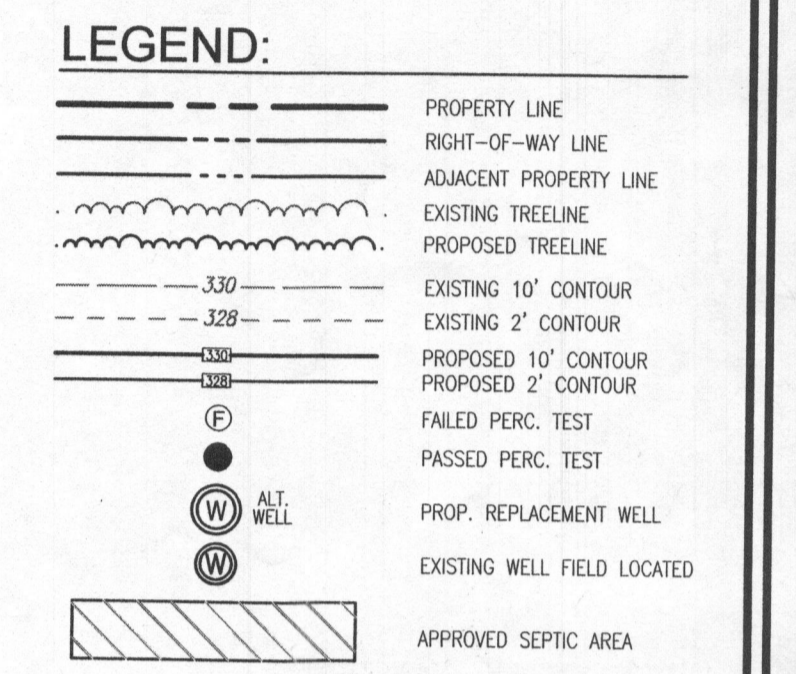 LEGEND:
PROPERTY LINE
RIGHT-OF-WAY LINE
ADJACENT PROPERTY LINE
EXISTING TREELINE
PROPOSED TREELINE
330 EXISTING 10' CONTOUR
328 EXISTING 2' CONTOUR
330 PROPOSED 10' CONTOUR
328 PROPOSED 2' CONTOUR
F FAILED PERC. TEST
PASSED PERC. TEST
W ALT. WELL PROP. REPLACEMENT WELL
W EXISTING WELL FIELD LOCATED
APPROVED SEPTIC AREA